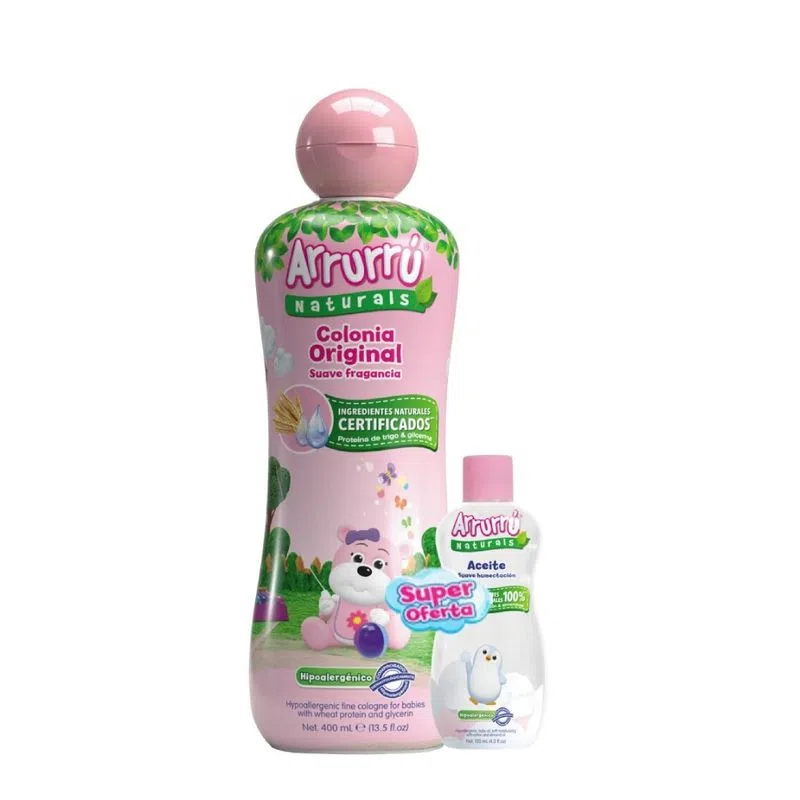 Arrurrú
Naturals
Colonia
Original
Suave fragancia
INGREDIENTES NATURALES
CERTIFICADOS
Proteína de trigo & glicerina
Hipoalergénico
Hypoallergenic fine cologne for babies
with wheat protein and glycerin
Net. 400 mL e (13.5 fl.oz)
Super
Oferta
Arrurrú
Naturals
Aceite
Suave humectación
100%
Hipoalergénico